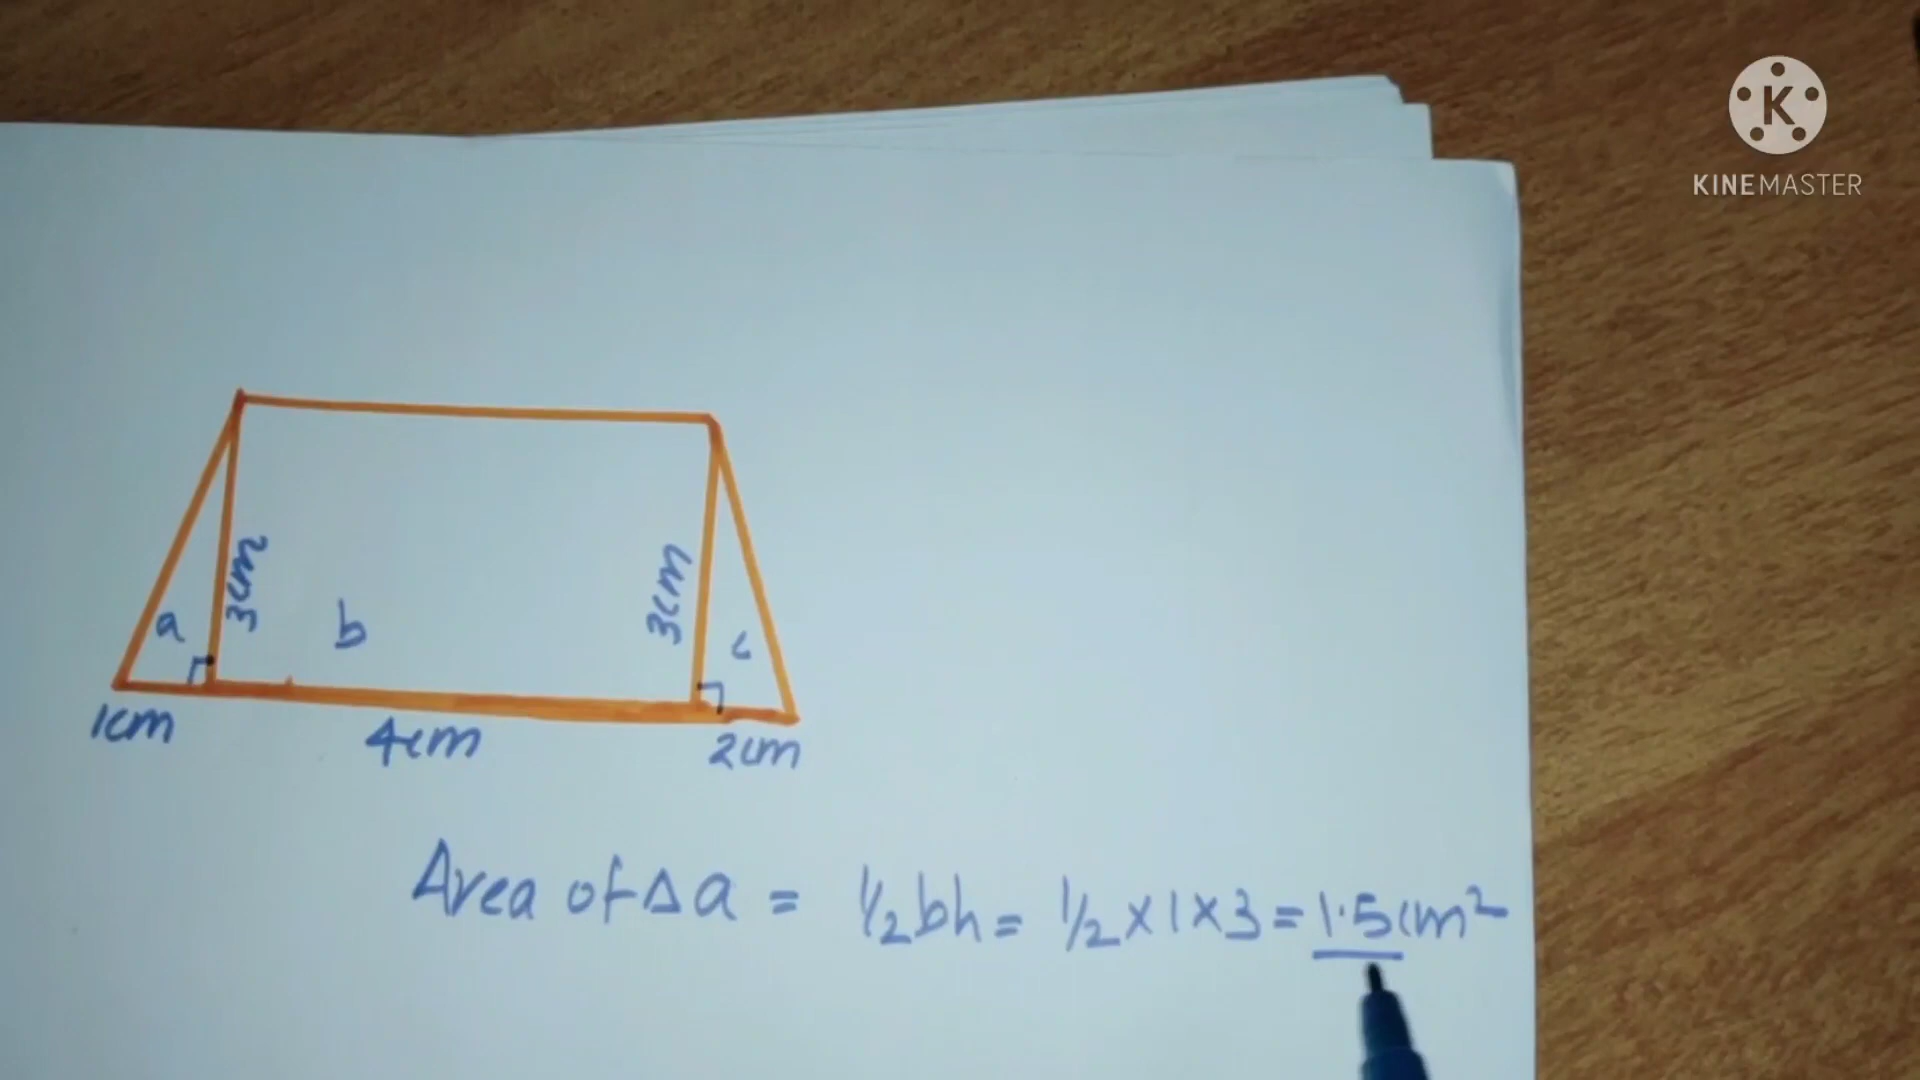 K
KINEMASTER
3cm
3cm
a
b
c
1cm
4cm
2cm
Area of Δa = 1/2bh = 1/2×1×3 = 1.5cm²